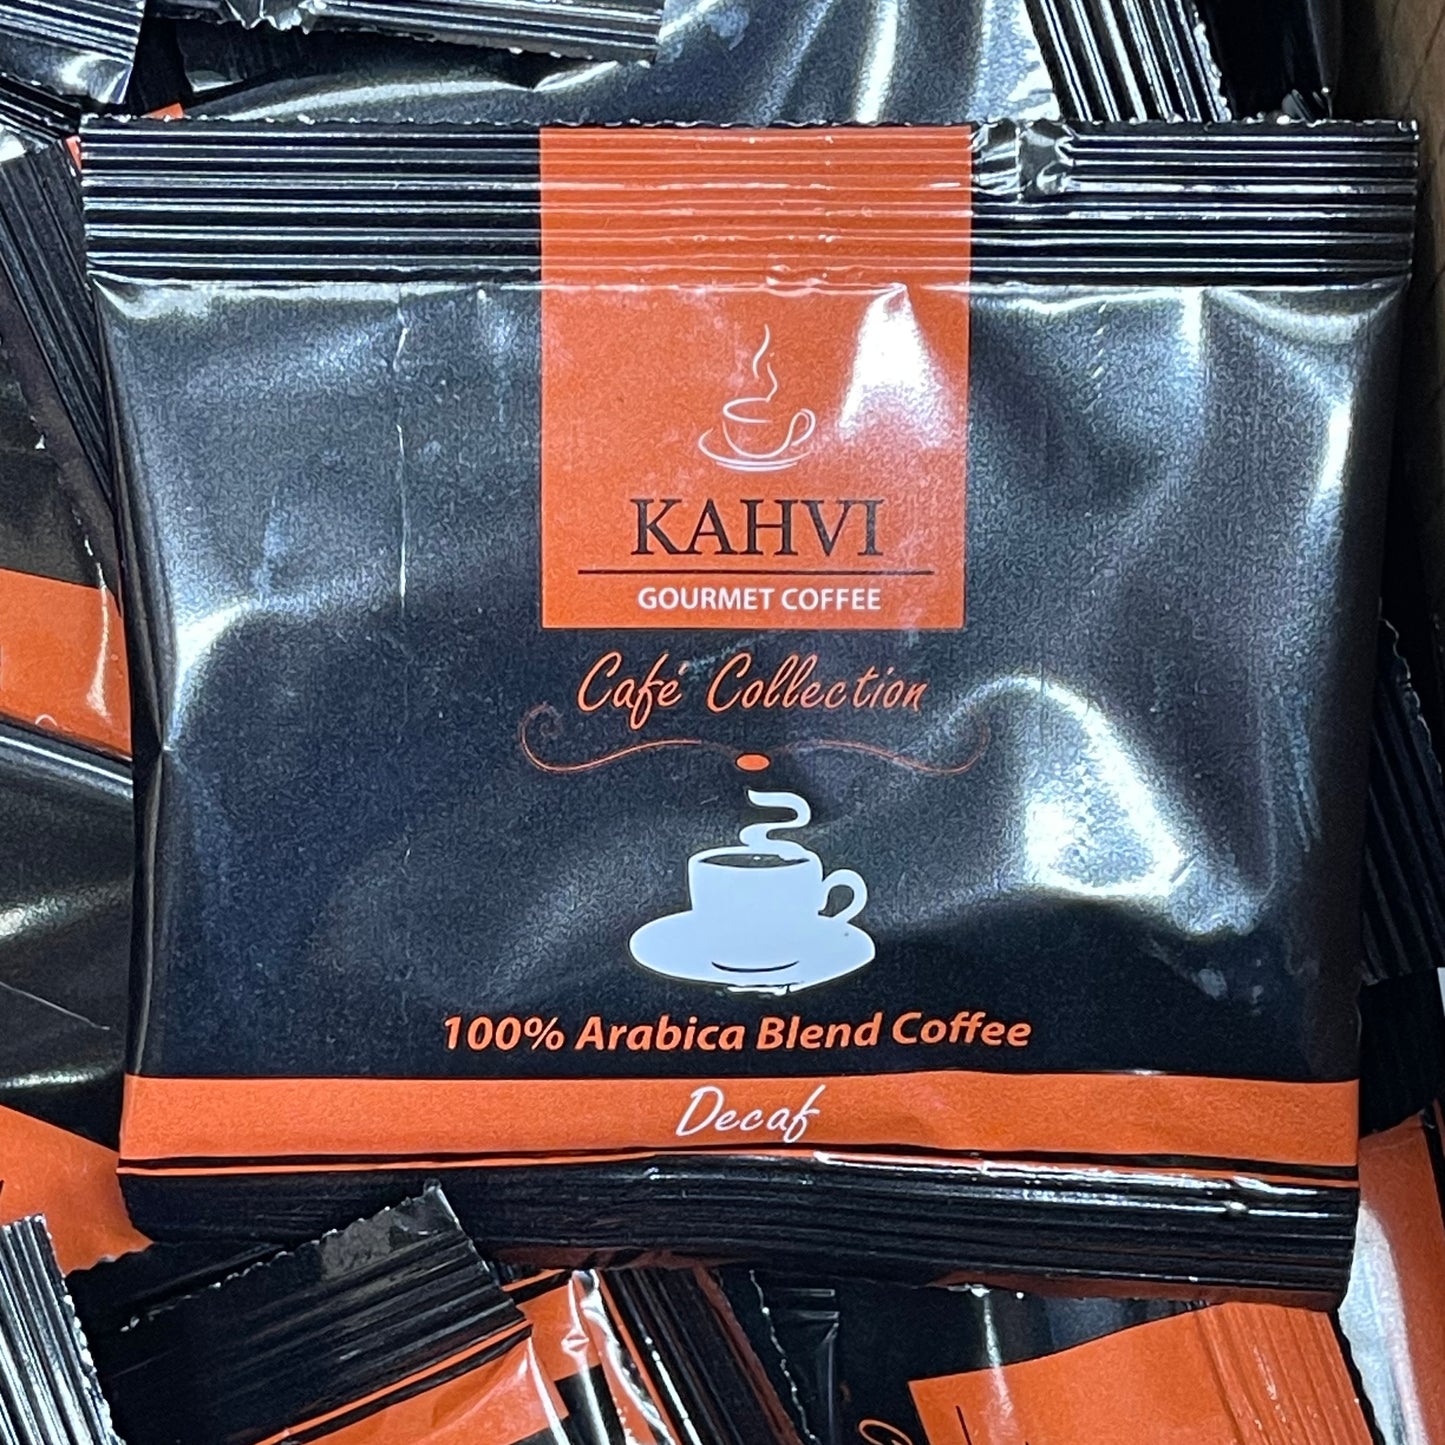 KAHVI
GOURMET COFFEE
Café Collection
100% Arabica Blend Coffee
Decaf